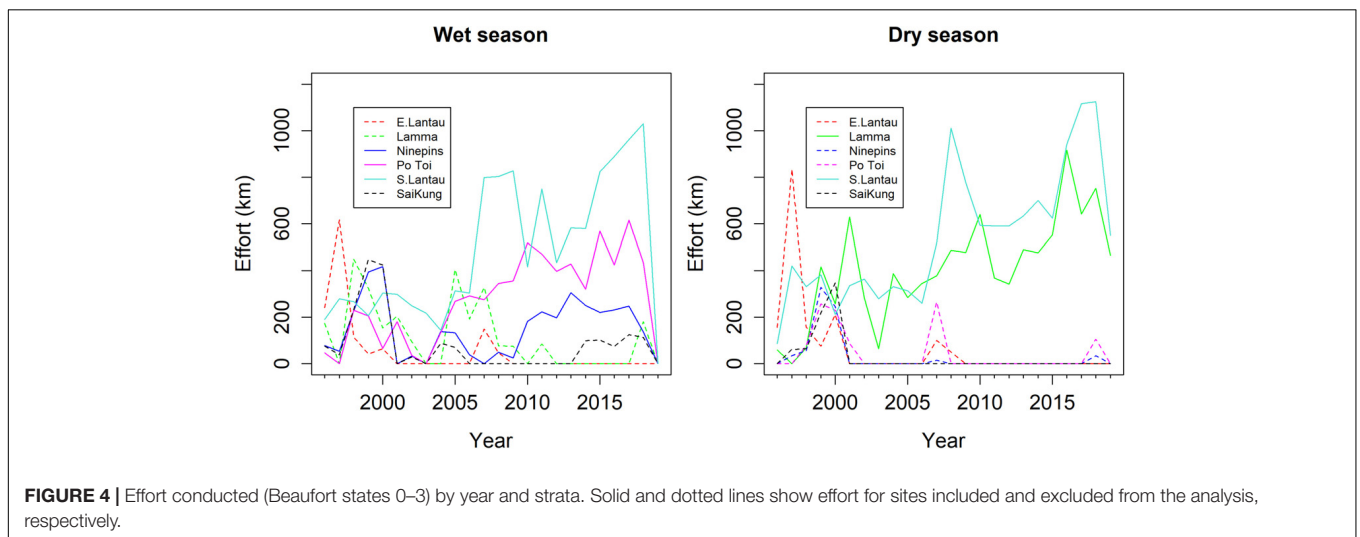 Wet season
Effort (km)
1000
600
200
0
E.Lantau
Lamma
Ninepins
Po Toi
S.Lantau
SaiKung
2000 2005 2010 2015
Year
Dry season
Effort (km)
1000
600
200
0
E.Lantau
Lamma
Ninepins
Po Toi
S.Lantau
SaiKung
2000 2005 2010 2015
Year
FIGURE 4 | Effort conducted (Beaufort states 0–3) by year and strata. Solid and dotted lines show effort for sites included and excluded from the analysis,
respectively.